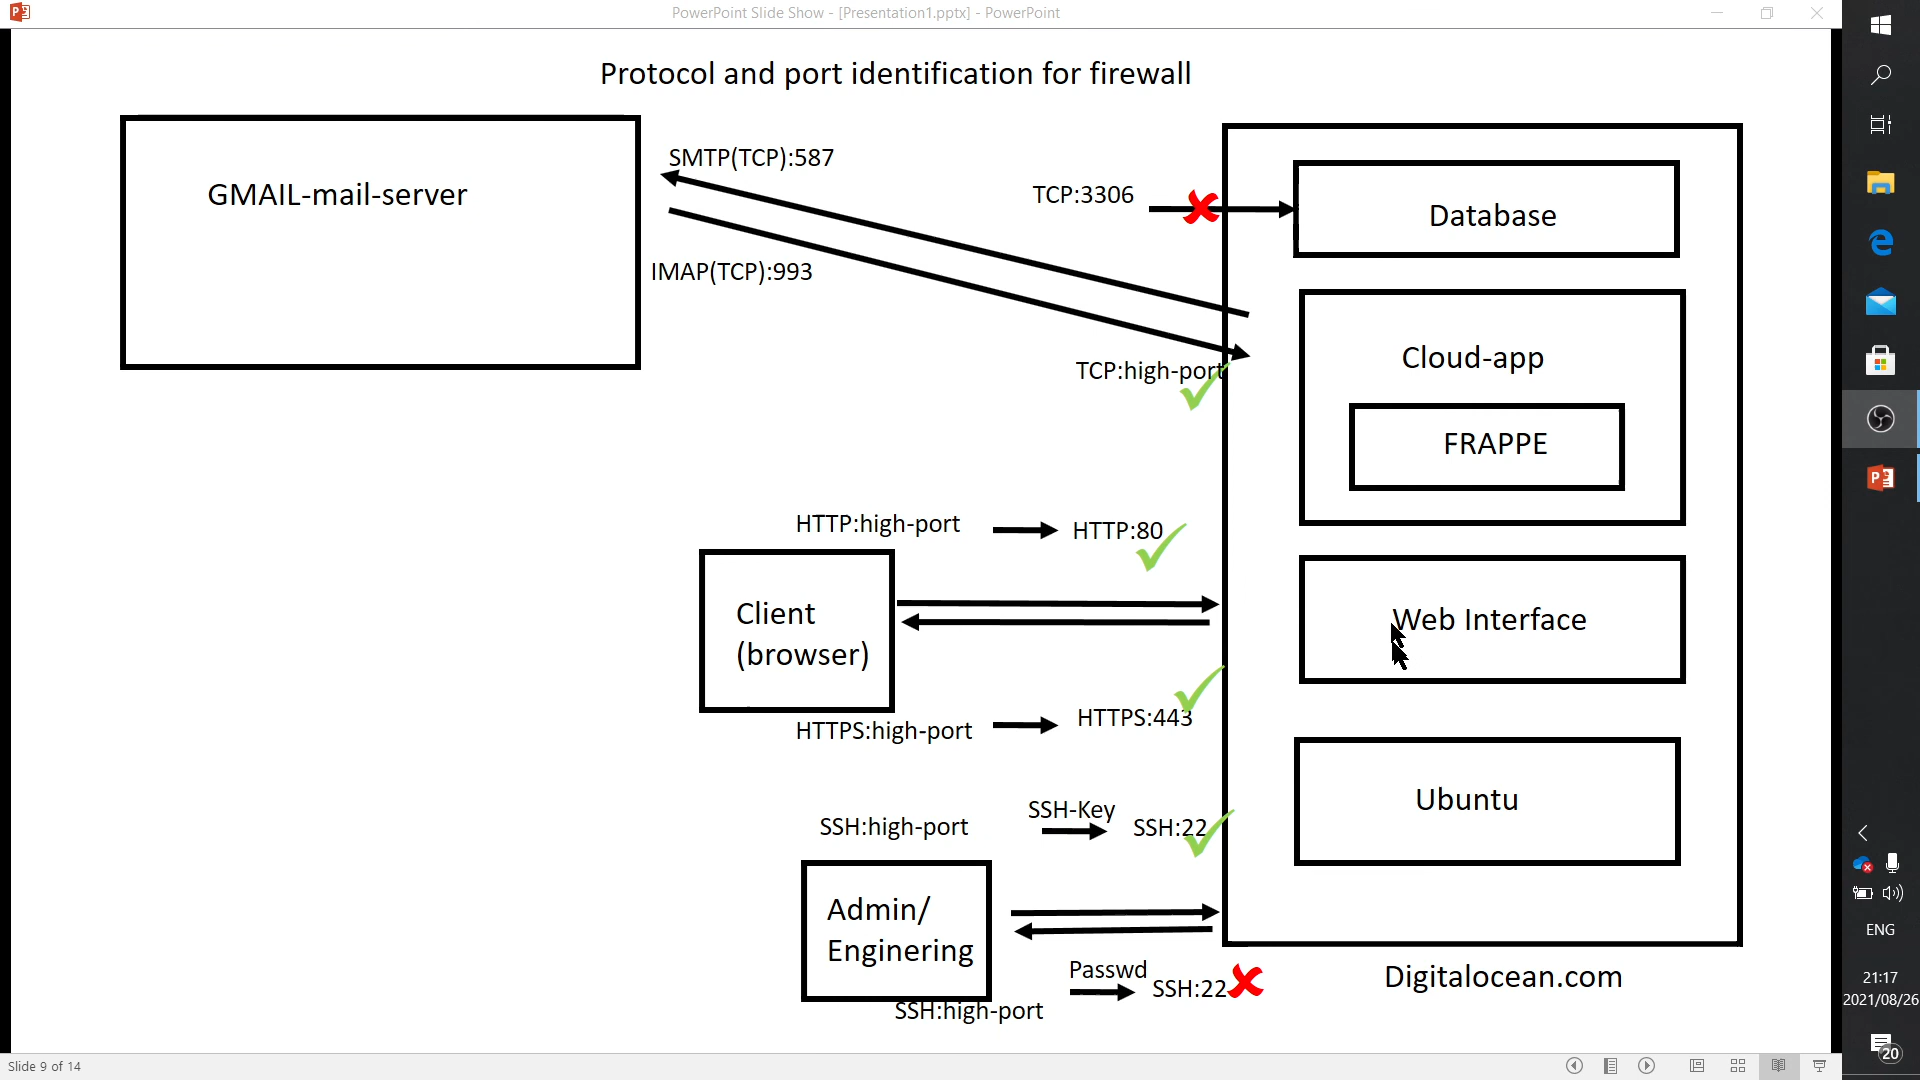 PowerPoint Slide Show - [Presentation1.pptx] - PowerPoint
Protocol and port identification for firewall
GMAIL-mail-server
SMTP(TCP):587
IMAP(TCP):993
TCP:3306
Database
TCP:high-port
Cloud-app
FRAPPE
HTTP:high-port
HTTP:80
Client
(browser)
Web Interface
HTTPS:high-port
HTTPS:443
SSH:high-port
SSH-Key
SSH:22
Ubuntu
Admin/
Enginering
Passwd
SSH:22
SSH:high-port
Digitalocean.com
Slide 9 of 14
ENG
21:17
2021/08/26
20